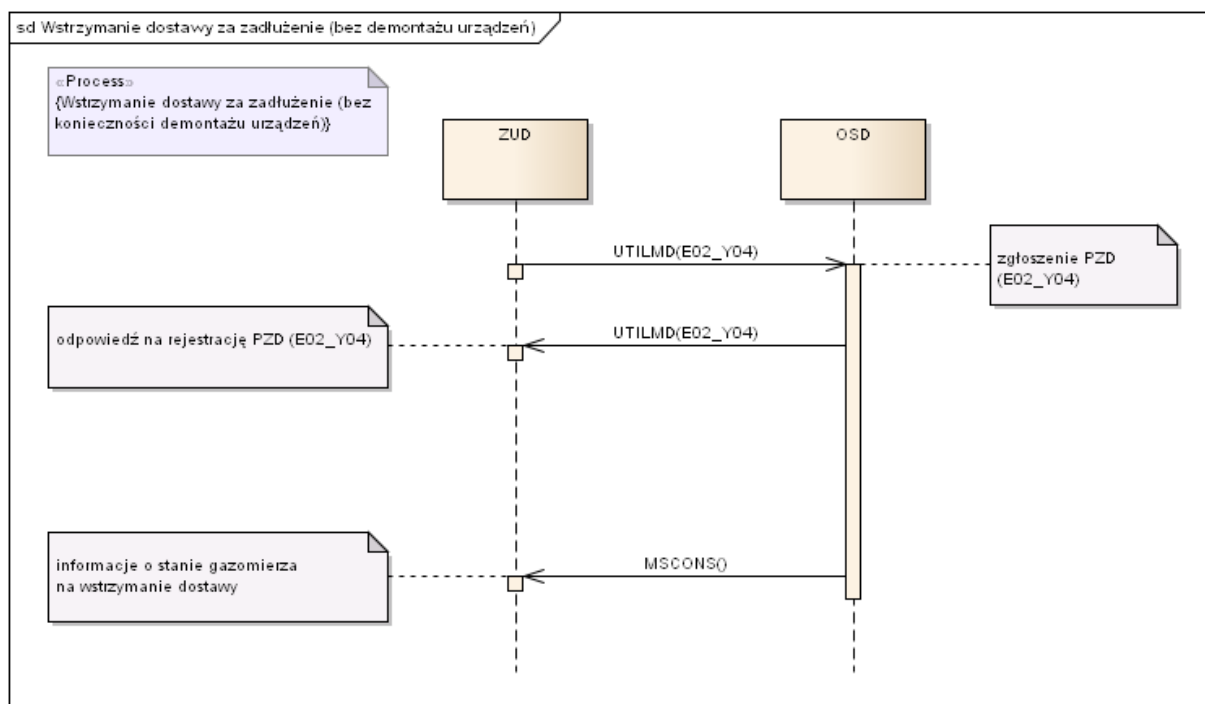 sd Wstrzymanie dostawy za zadłużenie (bez demontażu urządzeń)
«Process»
{Wstrzymanie dostawy za zadłużenie (bez
konieczności demontażu urządzeń)}
ZUD
OSD
UTILMD(E02_Y04)
zgłoszenie PZD
(E02_Y04)
odpowiedź na rejestrację PZD (E02_Y04)
UTILMD(E02_Y04)
informacje o stanie gazomierza
na wstrzymanie dostawy
MSCONS()